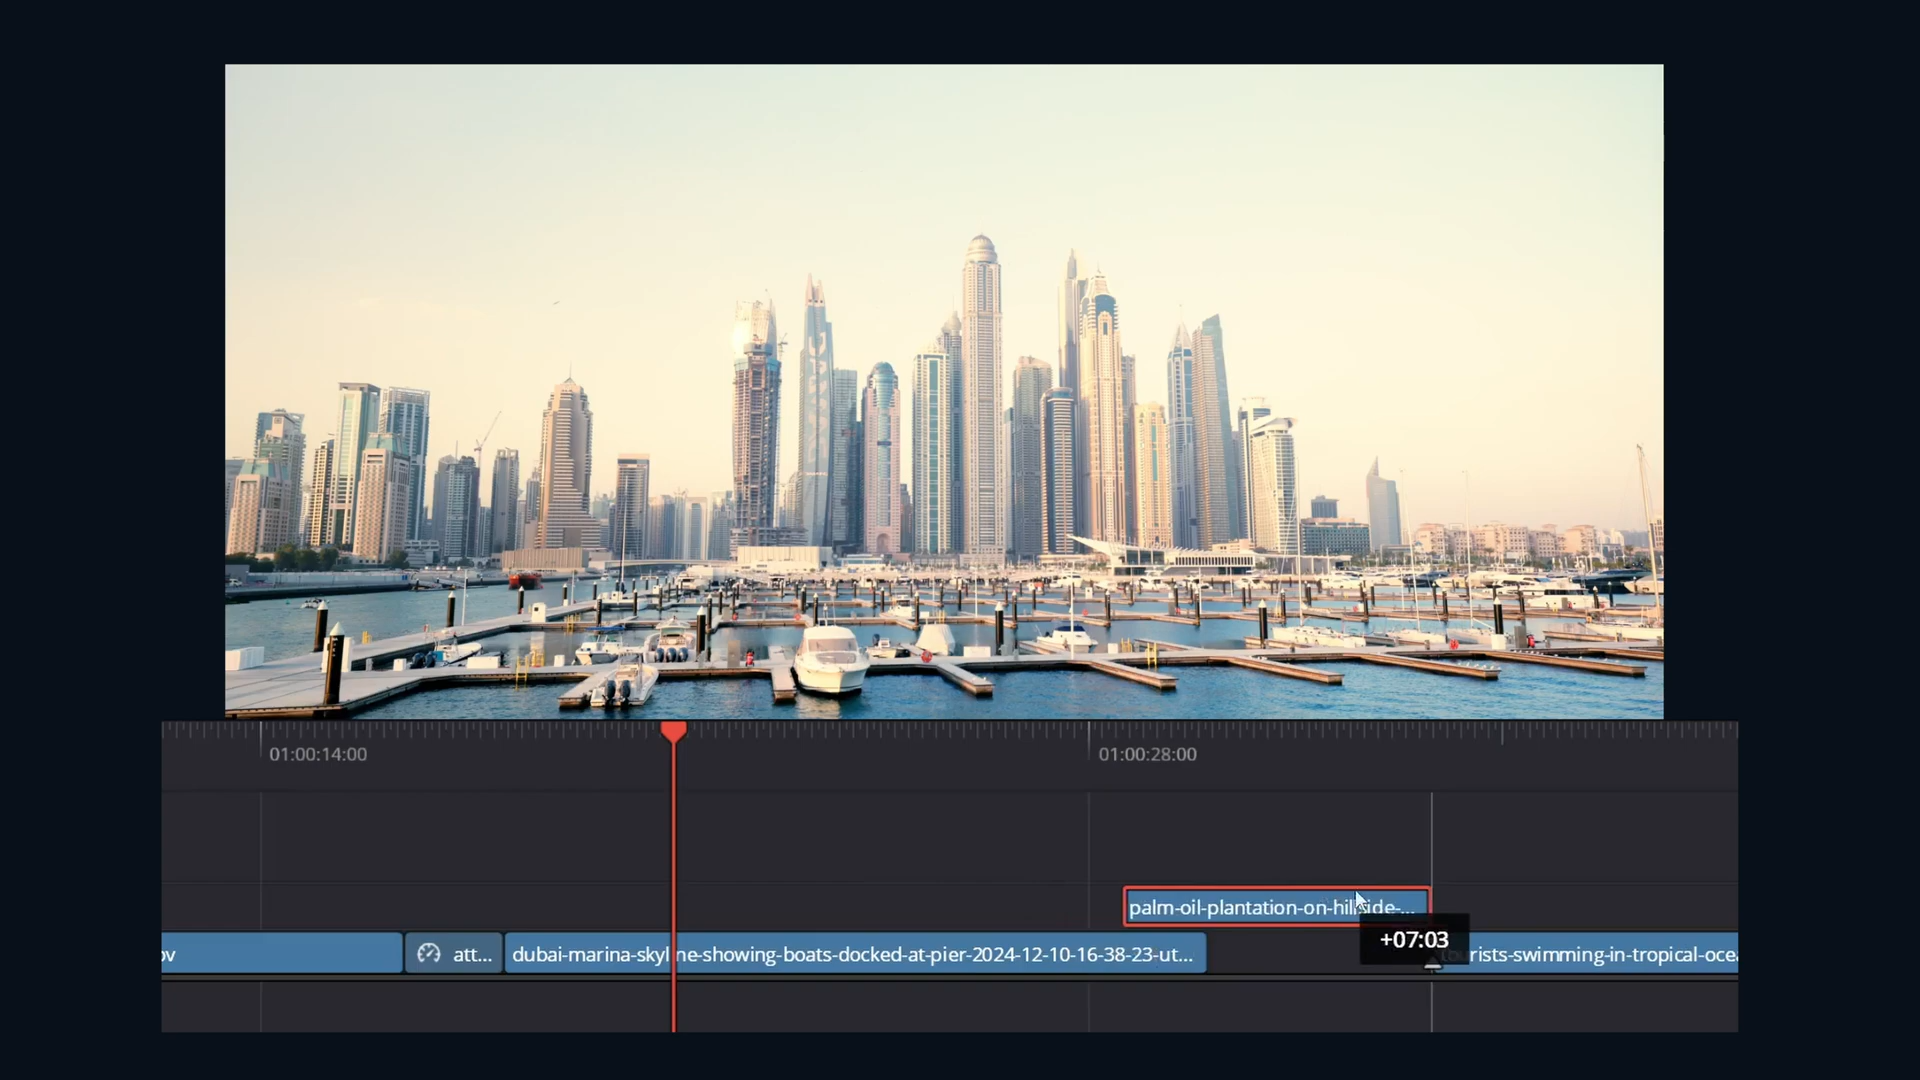 01:00:14:00
01:00:28:00
palm-oil-plantation-on-hillside-...
+07:03
ov
att...
dubai-marina-skyline-showing-boats-docked-at-pier-2024-12-10-16-38-23-ut...
tourists-swimming-in-tropical-ocea